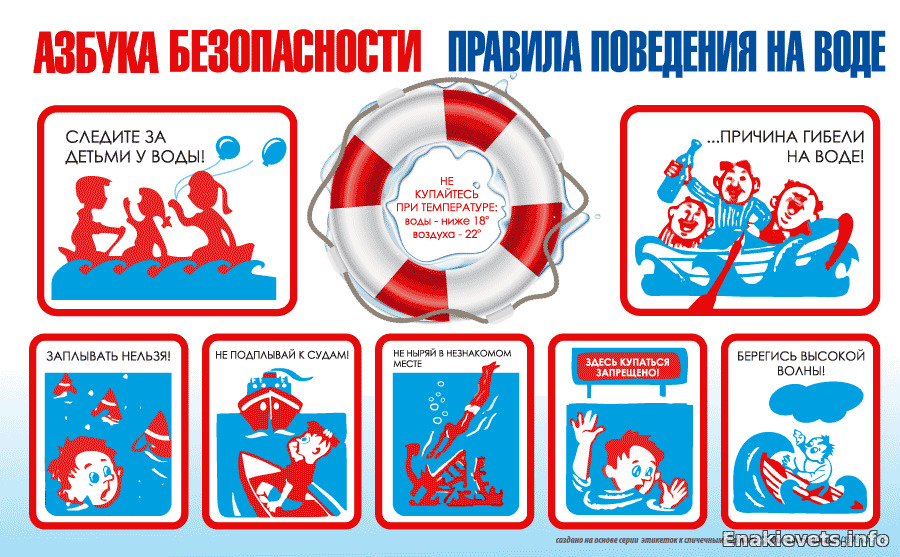 АЗБУКА БЕЗОПАСНОСТИ ПРАВИЛА ПОВЕДЕНИЯ НА ВОДЕ
СЛЕДИТЕ ЗА
ДЕТЬМИ У ВОДЫ!
НЕ
КУПАЙТЕСЬ
ПРИ ТЕМПЕРАТУРЕ:
воды - ниже 18°
воздуха - 22°
...ПРИЧИНА ГИБЕЛИ
НА ВОДЕ!
ЗАПЛЫВАТЬ НЕЛЬЗЯ!
НЕ ПОДПЛЫВАЙ К СУДАМ!
НЕ НЫРЯЙ В НЕЗНАКОМОМ
МЕСТЕ
ЗДЕСЬ КУПАТЬСЯ
ЗАПРЕЩЕНО!
БЕРЕГИСЬ ВЫСОКОЙ
ВОЛНЫ!
создано на основе серии этикеток к спичечным
Enakievets.info